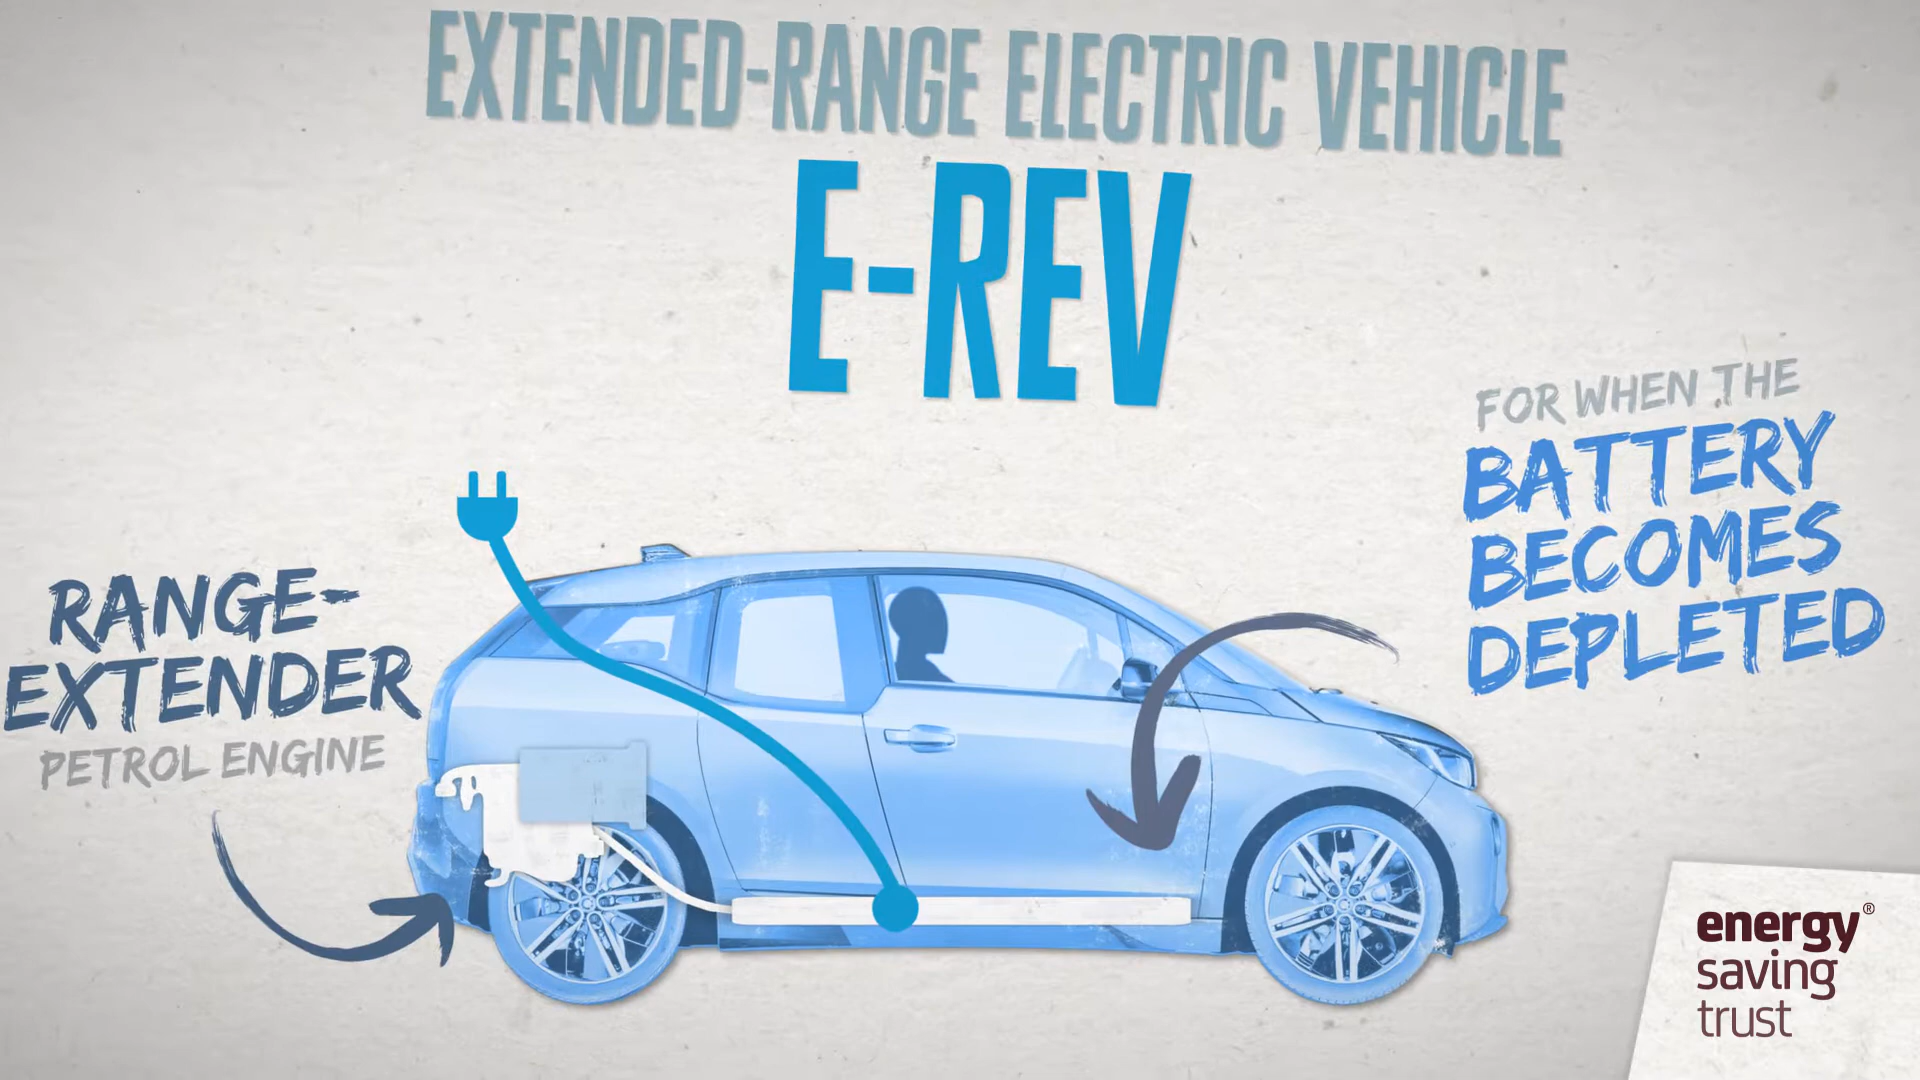 EXTENDED-RANGE ELECTRIC VEHICLE
E-REV
FOR WHEN THE
BATTERY
BECOMES
DEPLETED
RANGE-
EXTENDER
PETROL ENGINE
energy®
saving
trust